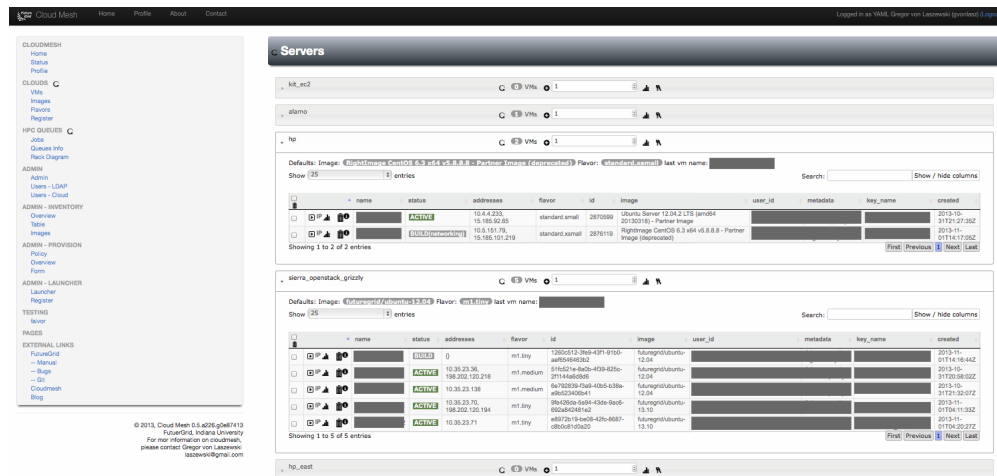 Cloud Mesh Home Profile About Contact Logged in as YAML Gregor von Laszewski (gvonlasz)
CLOUDMESH
Home
Status
Profile
CLOUDS
VMs
Images
Flavors
Register
HPC QUEUES
Jobs
Queues Info
Rack Diagram
ADMIN
Admin
Users - LDAP
Users - Cloud
ADMIN - INVENTORY
Overview
Table
Images
ADMIN - PROVISION
Policy
Overview
Form
ADMIN - LAUNCHER
Launcher
Register
TESTING
faivor
PAGES
EXTERNAL LINKS
FutureGrid
-- Manual
-- Bugs
-- Git
Cloudmesh
Blog
© 2013, Cloud Mesh 0.5.a226.g0e87413
FutuerGrid, Indiana University
For mor information on cloudmesh,
please contact Gregor von Laszewski
laszewski@gmail.com
Servers
kit_ec2 0 VMs 1
alamo 1 VMs 1
hp 2 VMs 1
Defaults: Image: RightImage CentOS 6.3 x64 v5.8.8.8 - Partner Image (deprecated) Flavor: standard.xsmall last vm name:
Show 25 entries Search: Show / hide columns
name status addresses flavor id image user_id metadata key_name created
IP ACTIVE 10.4.4.233, 15.185.92.65 standard.small 2870599 Ubuntu Server 12.04.2 LTS (amd64 20130318) - Partner Image 2013-10-31T21:27:35Z
IP BUILD(networking) 10.5.151.79, 15.185.101.219 standard.xsmall 2876119 RightImage CentOS 6.3 x64 v5.8.8.8 - Partner Image (deprecated) 2013-11-01T14:17:05Z
Showing 1 to 2 of 2 entries First Previous 1 Next Last
sierra_openstack_grizzly 5 VMs 1
Defaults: Image: futuregrid/ubuntu-12.04 Flavor: m1.tiny last vm name:
Show 25 entries Search: Show / hide columns
name status addresses flavor id image user_id metadata key_name created
IP BUILD {} m1.tiny futuregrid/ubuntu-12.04 2013-11-01T14:16:44Z
IP ACTIVE 10.35.23.36, 198.202.120.218 m1.medium futuregrid/ubuntu-12.04 2013-10-31T20:58:02Z
IP ACTIVE 10.35.23.138 m1.medium futuregrid/ubuntu-12.04 2013-10-31T21:32:07Z
IP ACTIVE 10.35.23.70, 198.202.120.194 m1.tiny futuregrid/ubuntu-13.10 2013-11-01T04:11:33Z
IP ACTIVE 10.35.23.71 m1.tiny futuregrid/ubuntu-13.10 2013-11-01T04:20:27Z
Showing 1 to 5 of 5 entries First Previous 1 Next Last
hp_east 0 VMs 1